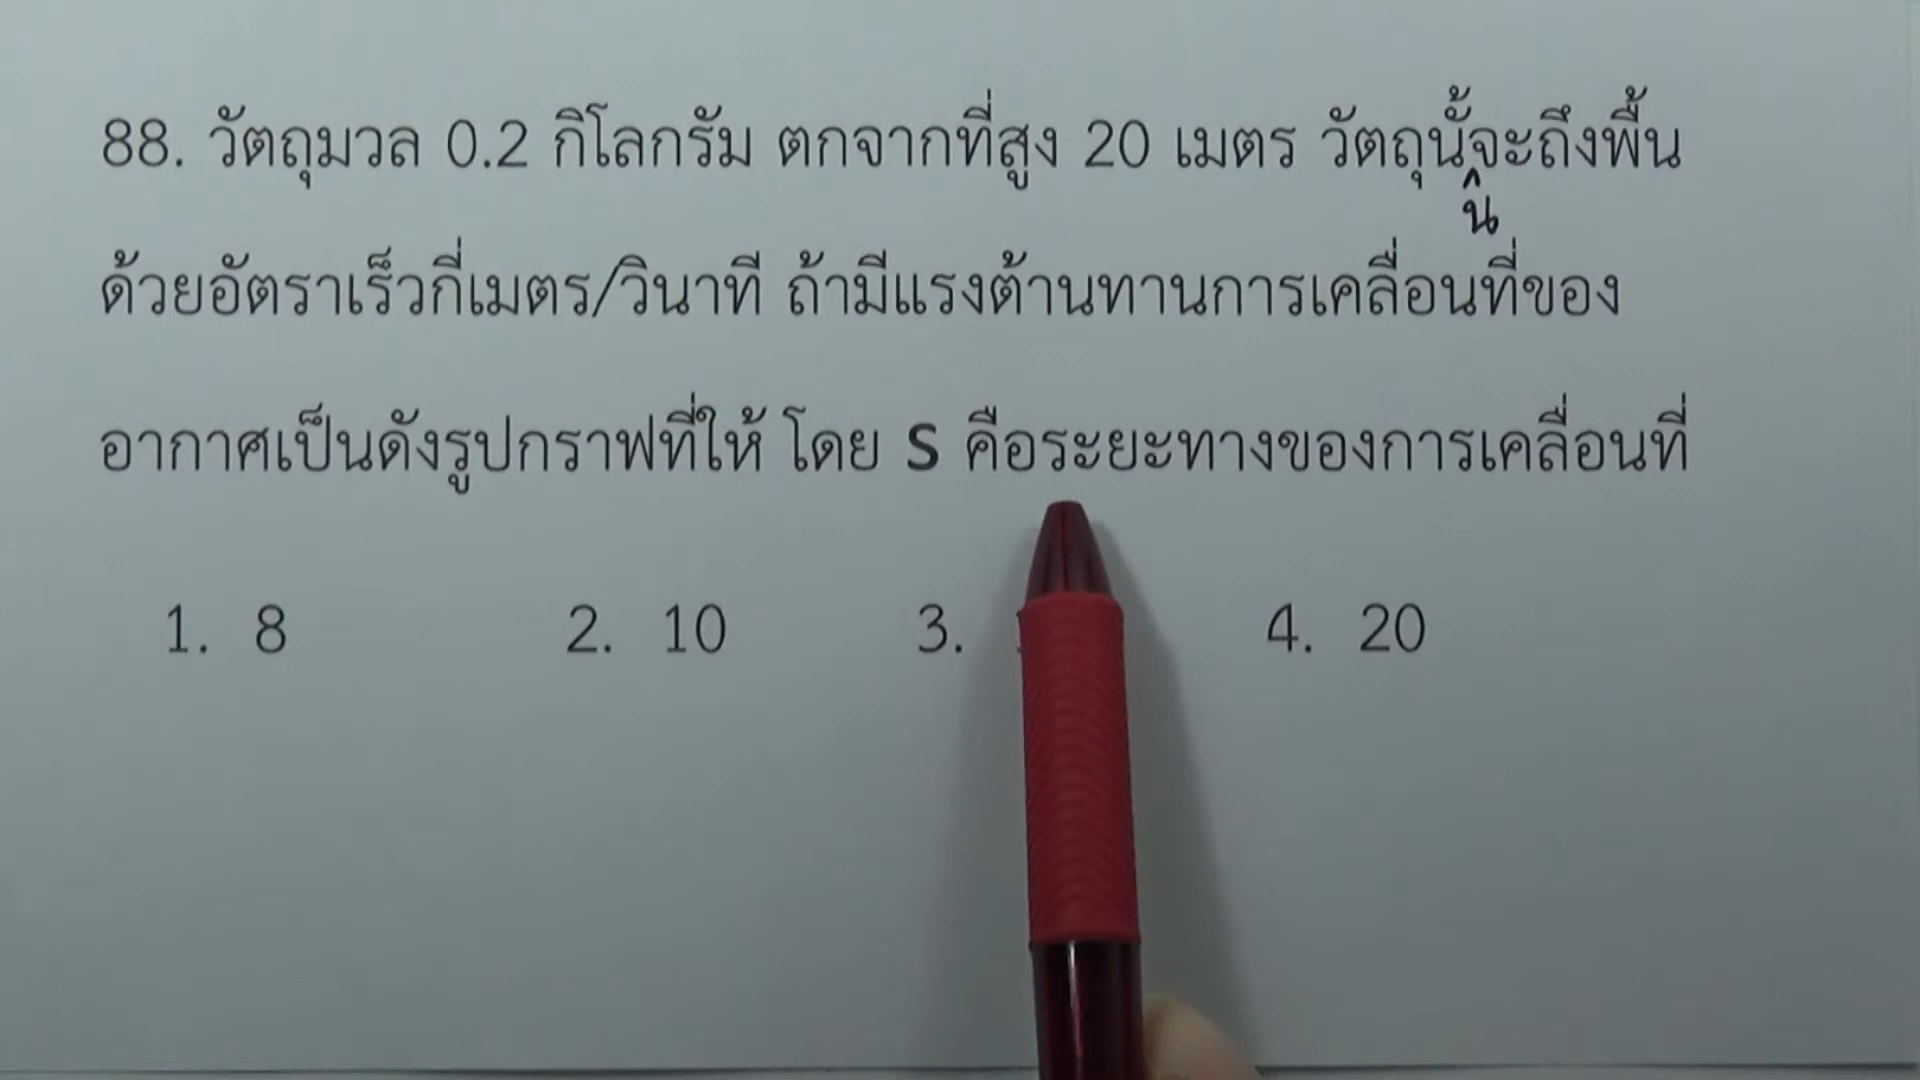 88. วัตถุมวล 0.2 กิโลกรัม ตกจากที่สูง 20 เมตร วัตถุนั้จะถึงพื้น
น
ด้วยอัตราเร็วกี่เมตร/วินาที ถ้ามีแรงต้านทานการเคลื่อนที่ของ
อากาศเป็นดังรูปกราฟที่ให้ โดย S คือระยะทางของการเคลื่อนที่
1. 8 2. 10 3. 4. 20